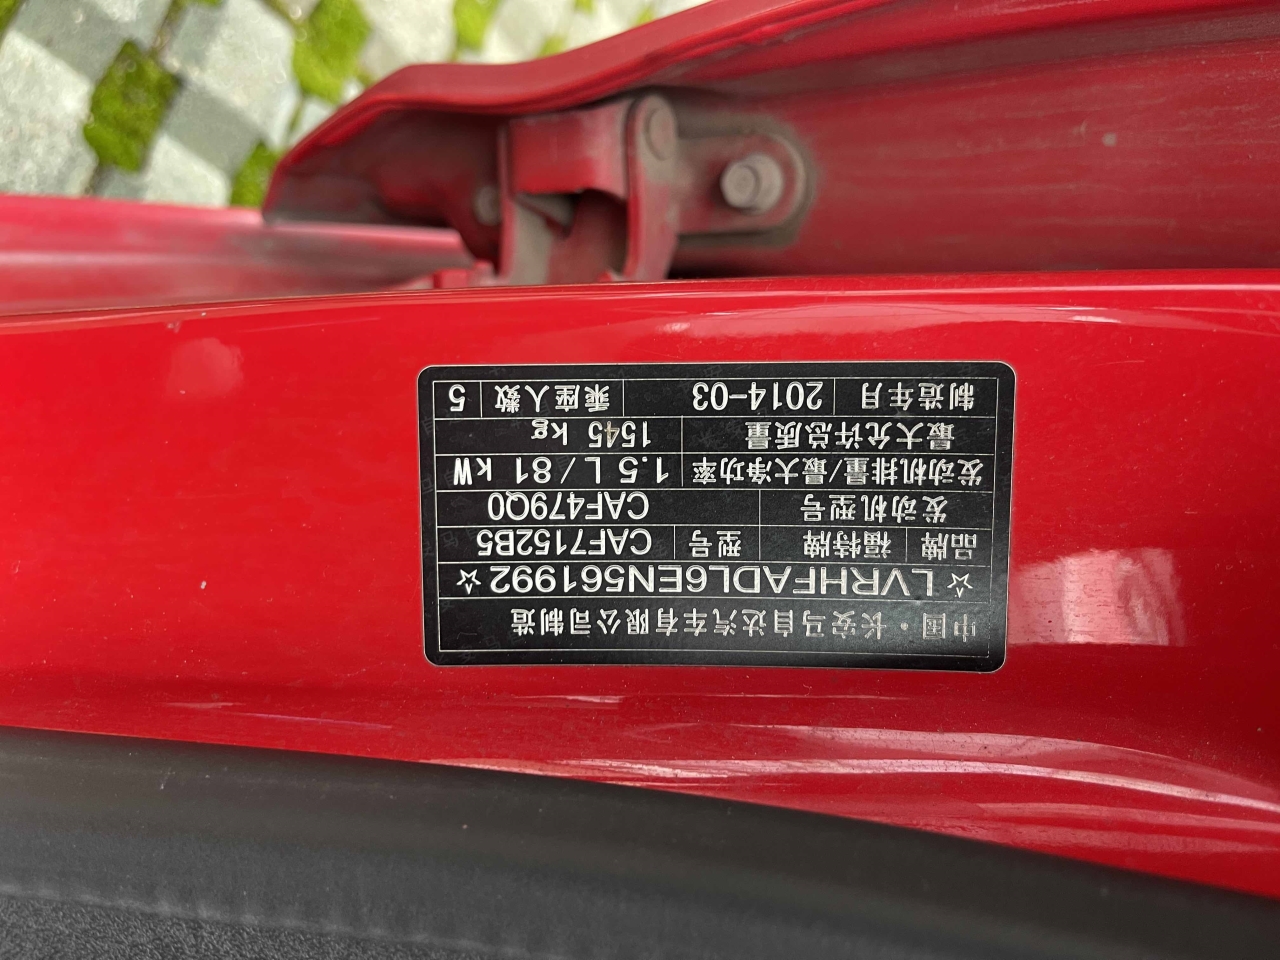 中国·长安马自达汽车有限公司制造
☆LVRHFADL6EN561992☆
品牌 福特牌 型号 CAF7152B5
发动机型号 CAF479Q0
发动机排量/最大净功率 1.5 L/81 kW
最大允许总质量 1545 kg
制造年月 2014-03 乘座人数 5